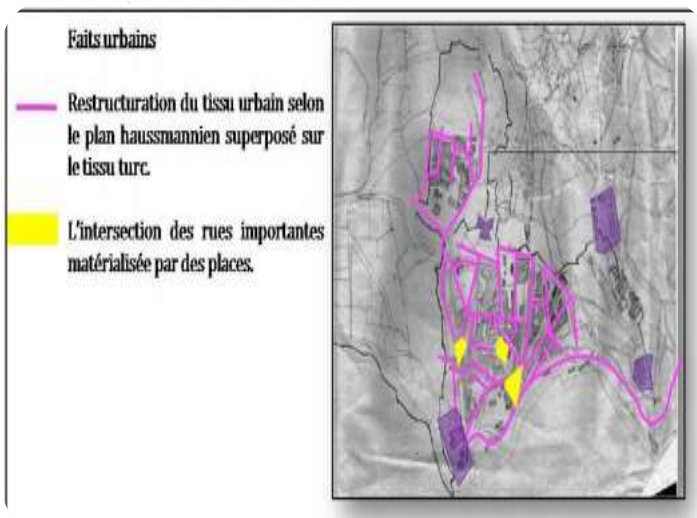 Faits urbains
Restructuration du tissu urbain selon
le plan haussmannien superposé sur
le tissu turc.
L'intersection des rues importantes
matérialisée par des places.